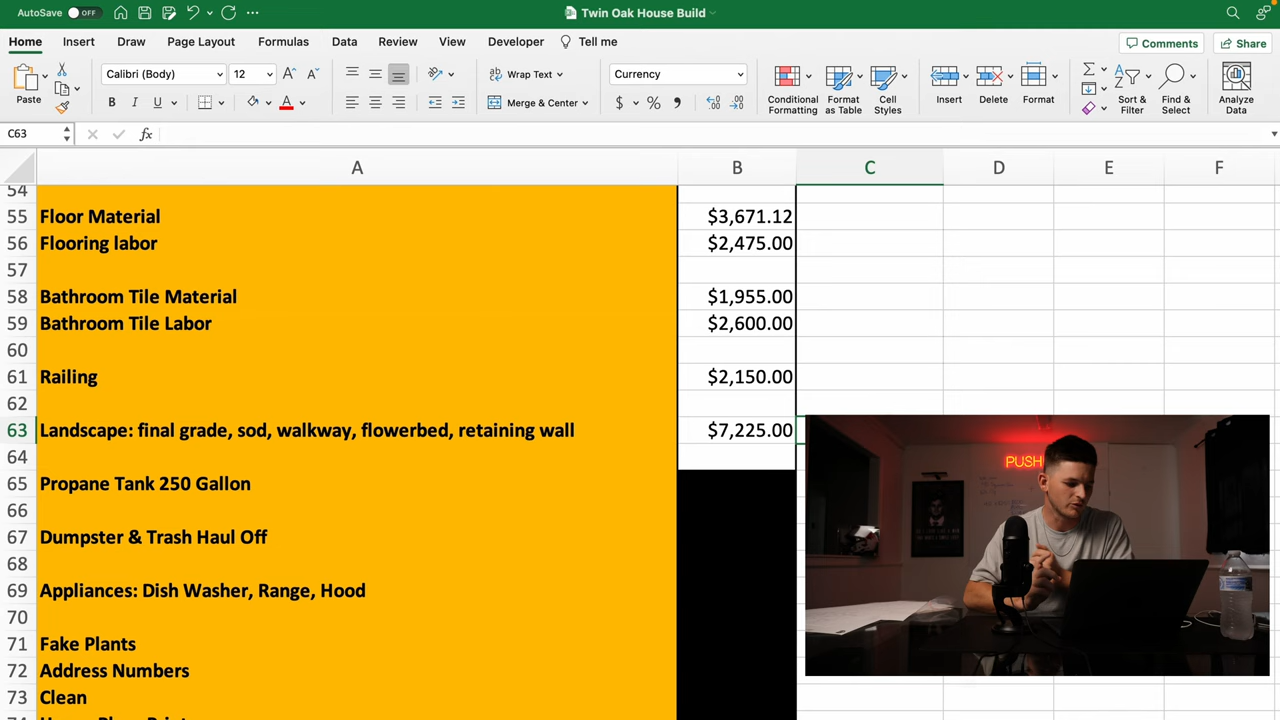 AutoSave OFF Twin Oak House Build
Home Insert Draw Page Layout Formulas Data Review View Developer Tell me Comments Share
Paste Calibri (Body) 12 Wrap Text Currency Conditional Formatting Format as Table Cell Styles Insert Delete Format Sort & Filter Find & Select Analyze Data
B I U A Merge & Center $ % 
C63 fx
A B C D E F
54
55 Floor Material $3,671.12
56 Flooring labor $2,475.00
57
58 Bathroom Tile Material $1,955.00
59 Bathroom Tile Labor $2,600.00
60
61 Railing $2,150.00
62
63 Landscape: final grade, sod, walkway, flowerbed, retaining wall $7,225.00
64
65 Propane Tank 250 Gallon
66
67 Dumpster & Trash Haul Off
68
69 Appliances: Dish Washer, Range, Hood
70
71 Fake Plants
72 Address Numbers
73 Clean
PUSH